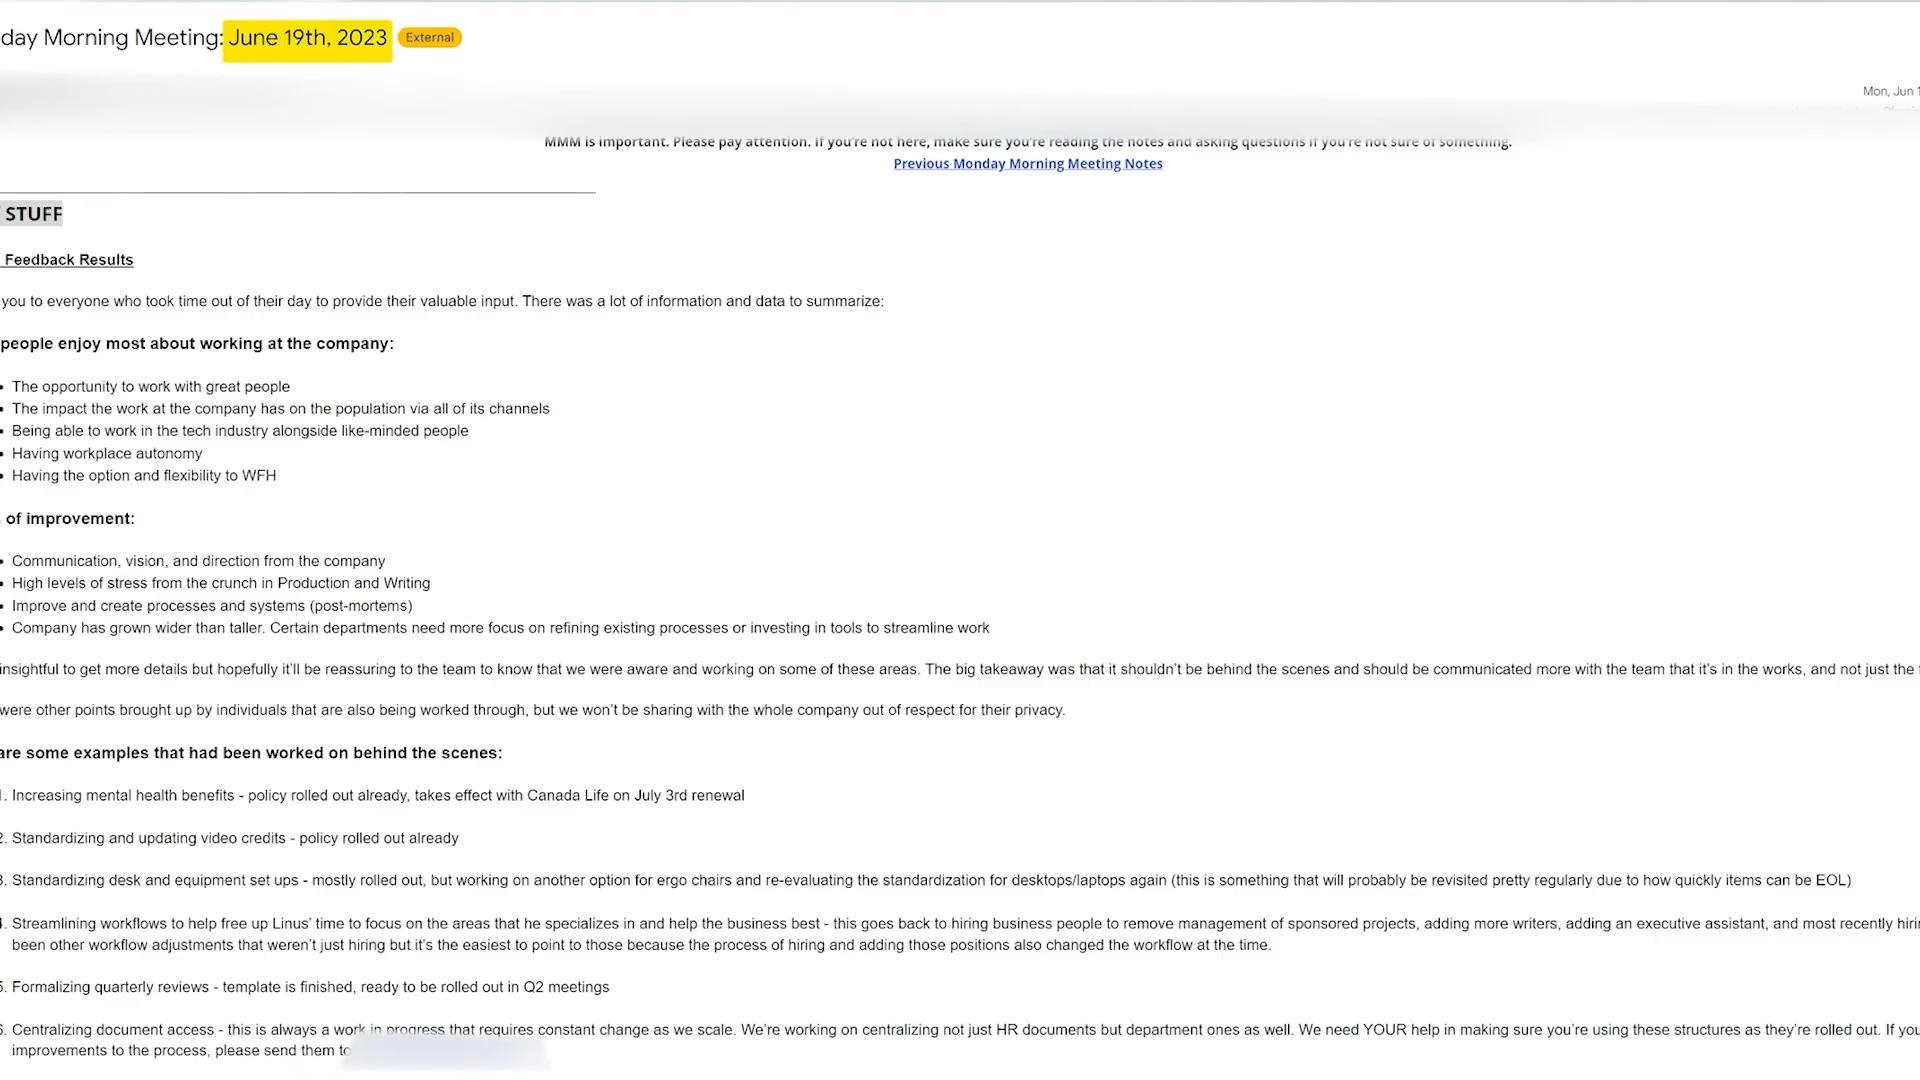 day Morning Meeting: June 19th, 2023 External
Mon, Jun 1
MMM is important. Please pay attention. If you're not here, make sure you're reading the notes and asking questions if you're not sure of something.
Previous Monday Morning Meeting Notes
STUFF
Feedback Results
you to everyone who took time out of their day to provide their valuable input. There was a lot of information and data to summarize:
people enjoy most about working at the company:
• The opportunity to work with great people
• The impact the work at the company has on the population via all of its channels
• Being able to work in the tech industry alongside like-minded people
• Having workplace autonomy
• Having the option and flexibility to WFH
of improvement:
• Communication, vision, and direction from the company
• High levels of stress from the crunch in Production and Writing
• Improve and create processes and systems (post-mortems)
• Company has grown wider than taller. Certain departments need more focus on refining existing processes or investing in tools to streamline work
insightful to get more details but hopefully it'll be reassuring to the team to know that we were aware and working on some of these areas. The big takeaway was that it shouldn't be behind the scenes and should be communicated more with the team that it's in the works, and not just the
were other points brought up by individuals that are also being worked through, but we won't be sharing with the whole company out of respect for their privacy.
are some examples that had been worked on behind the scenes:
1. Increasing mental health benefits - policy rolled out already, takes effect with Canada Life on July 3rd renewal
2. Standardizing and updating video credits - policy rolled out already
3. Standardizing desk and equipment set ups - mostly rolled out, but working on another option for ergo chairs and re-evaluating the standardization for desktops/laptops again (this is something that will probably be revisited pretty regularly due to how quickly items can be EOL)
4. Streamlining workflows to help free up Linus' time to focus on the areas that he specializes in and help the business best - this goes back to hiring business people to remove management of sponsored projects, adding more writers, adding an executive assistant, and most recently hiri
been other workflow adjustments that weren't just hiring but it's the easiest to point to those because the process of hiring and adding those positions also changed the workflow at the time.
5. Formalizing quarterly reviews - template is finished, ready to be rolled out in Q2 meetings
6. Centralizing document access - this is always a work in progress that requires constant change as we scale. We're working on centralizing not just HR documents but department ones as well. We need YOUR help in making sure you're using these structures as they're rolled out. If you
improvements to the process, please send them to